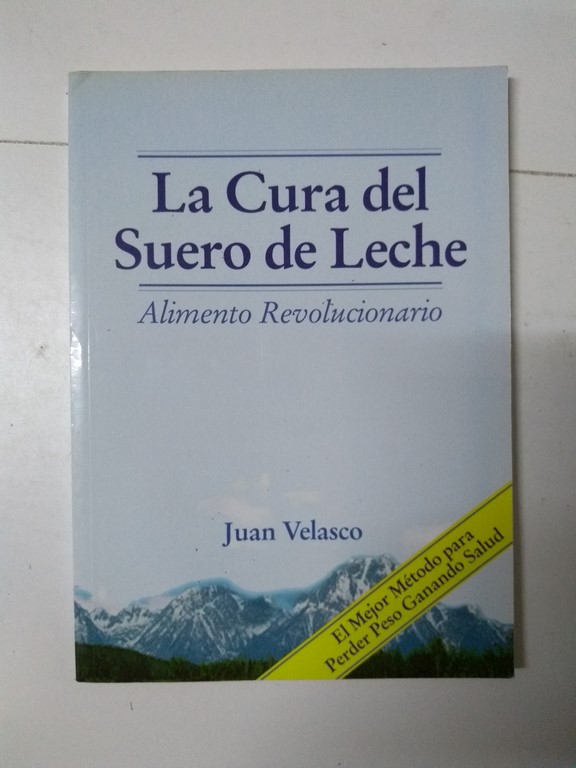 La Cura del
Suero de Leche
Alimento Revolucionario
Juan Velasco
El Mejor Método para
Perder Peso Ganando Salud